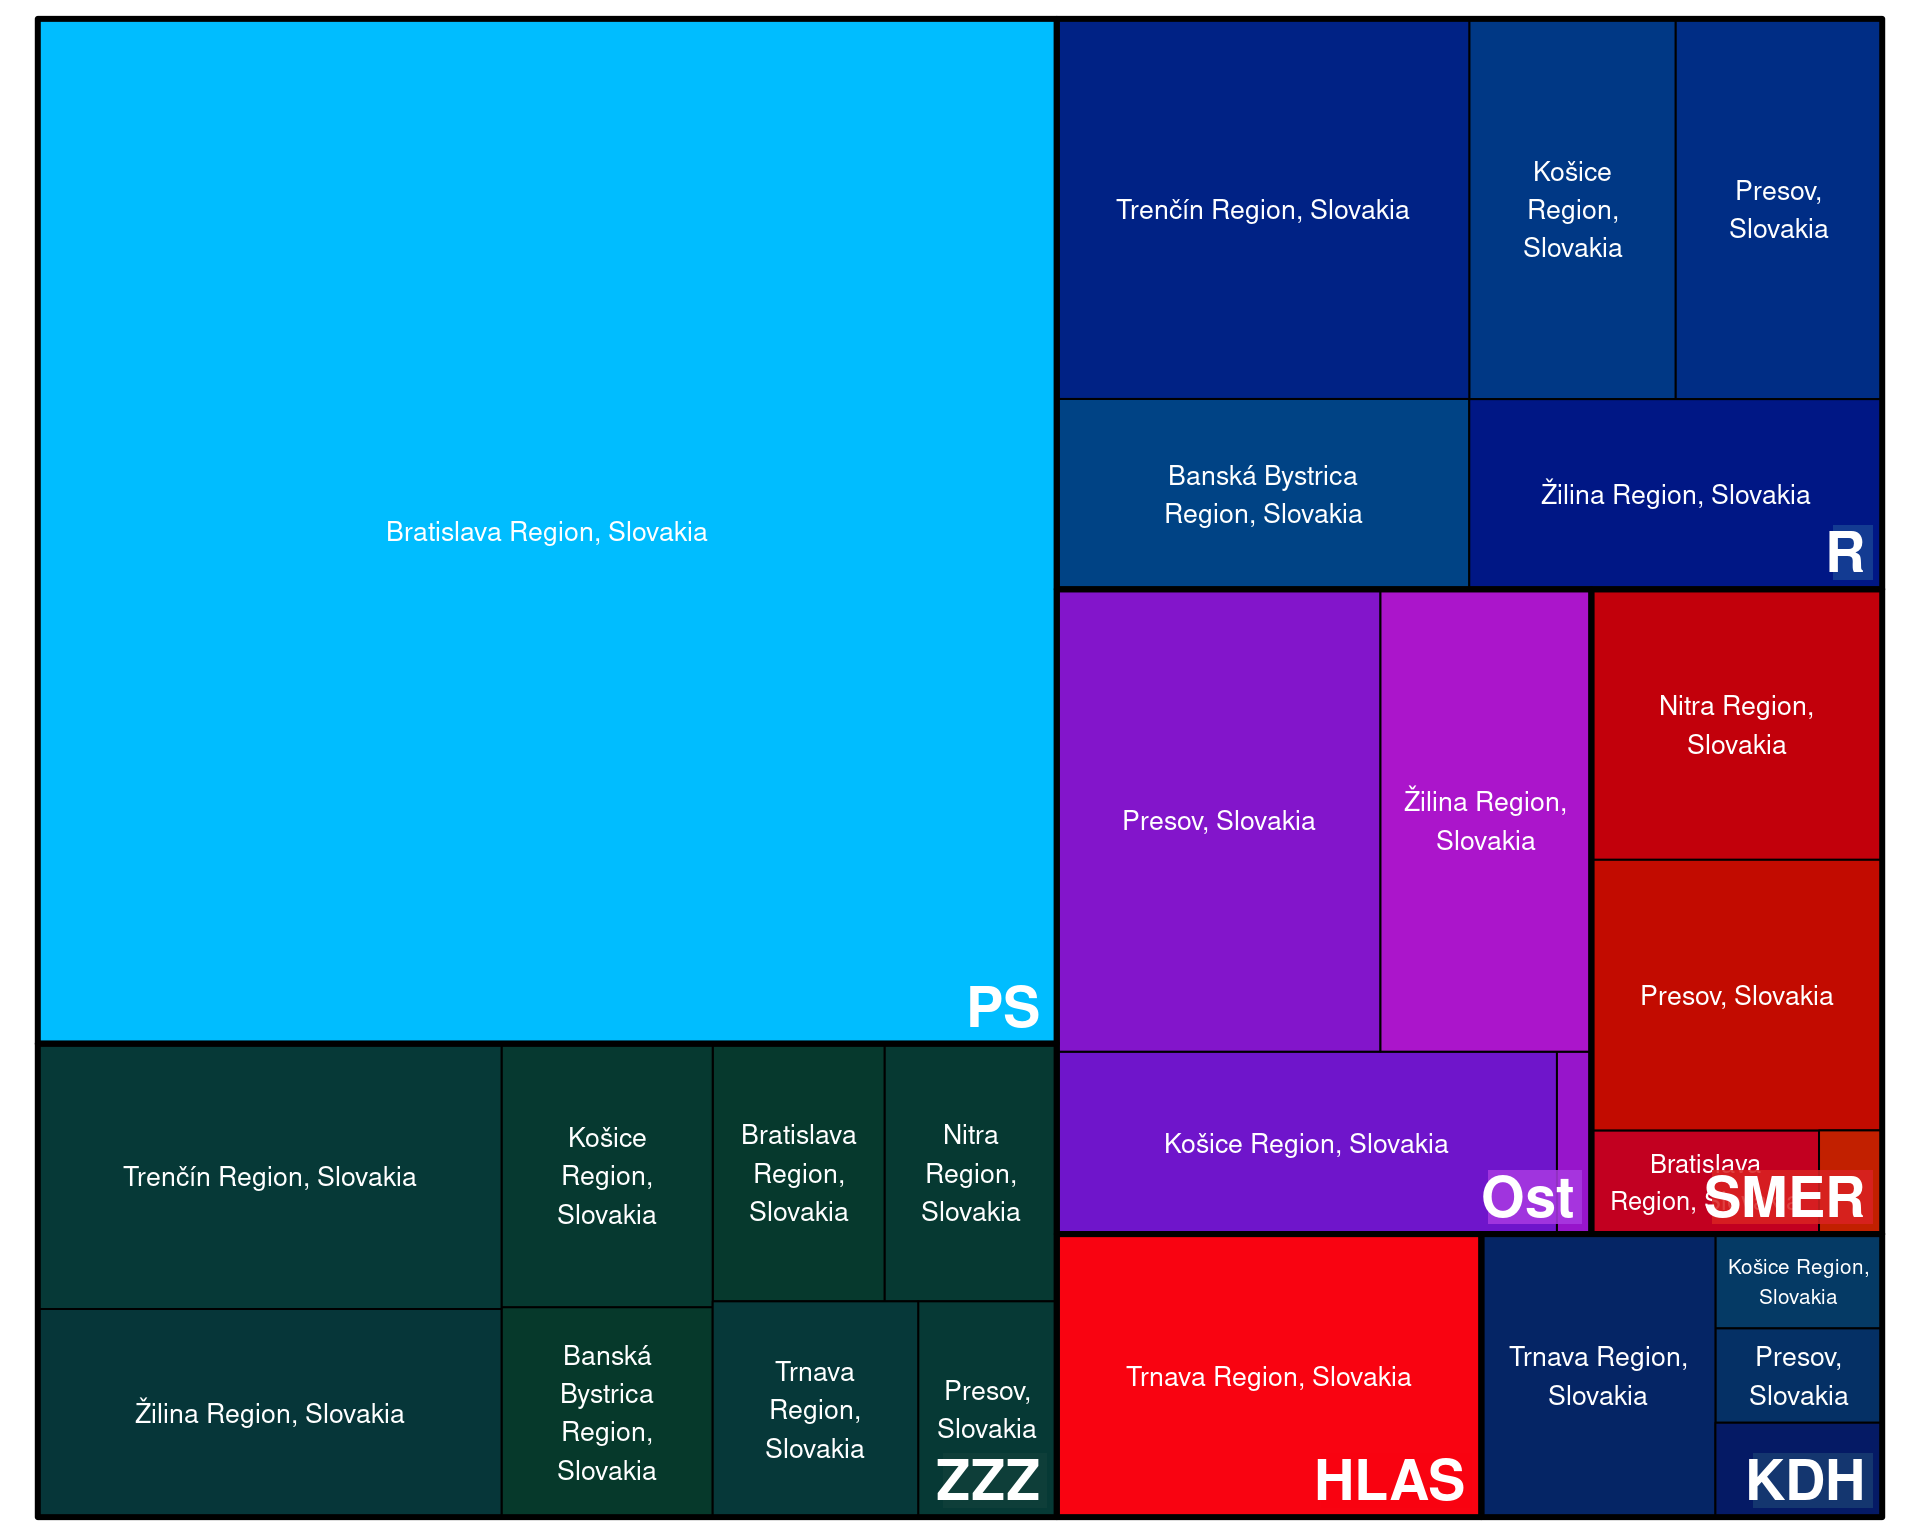 Bratislava Region, Slovakia
PS
Trenčín Region, Slovakia
Košice
Region,
Slovakia
Presov,
Slovakia
Banská Bystrica
Region, Slovakia
Žilina Region, Slovakia
R
Presov, Slovakia
Žilina Region,
Slovakia
Košice Region, Slovakia
Ost
Nitra Region,
Slovakia
Presov, Slovakia
Bratislava
Region,
SMER
Trenčín Region, Slovakia
Košice
Region,
Slovakia
Bratislava
Region,
Slovakia
Nitra
Region,
Slovakia
Žilina Region, Slovakia
Banská
Bystrica
Region,
Slovakia
Trnava
Region,
Slovakia
Presov,
Slovakia
ZZZ
Trnava Region, Slovakia
HLAS
Trnava Region,
Slovakia
Košice Region,
Slovakia
Presov,
Slovakia
KDH